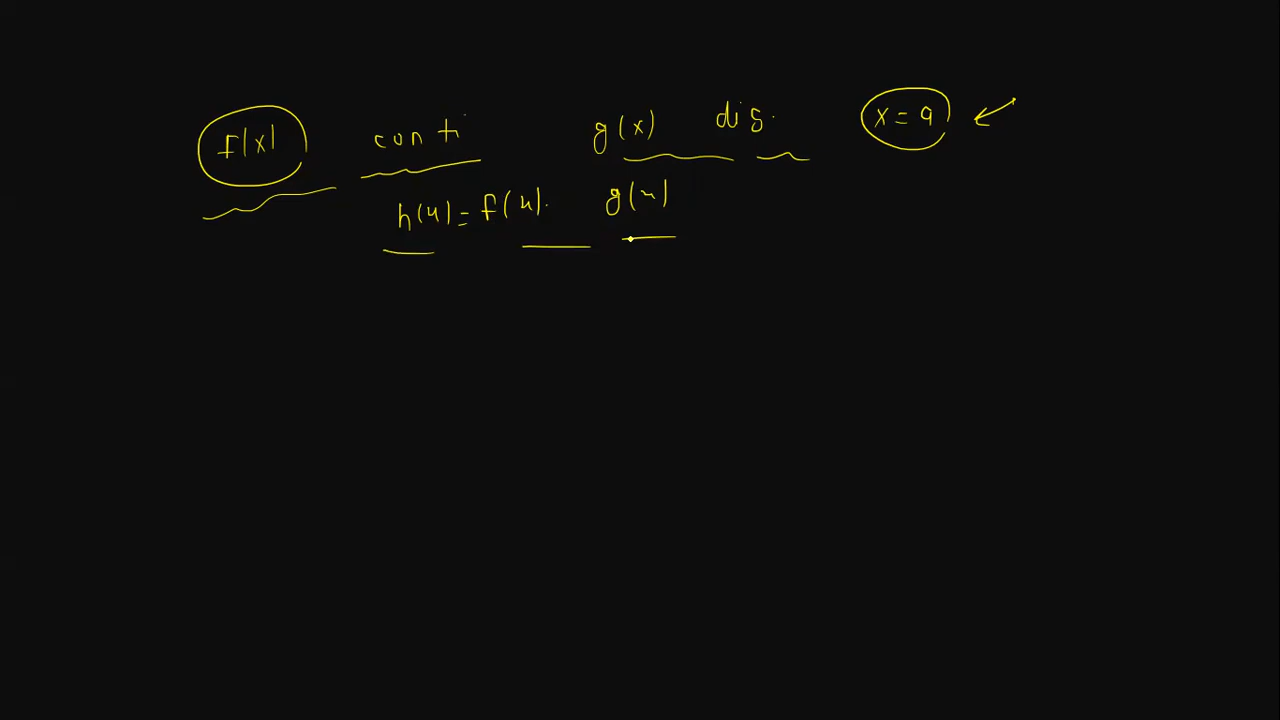 f(x) conti g(x) dis. x = a
h(x) = f(x). g(x)